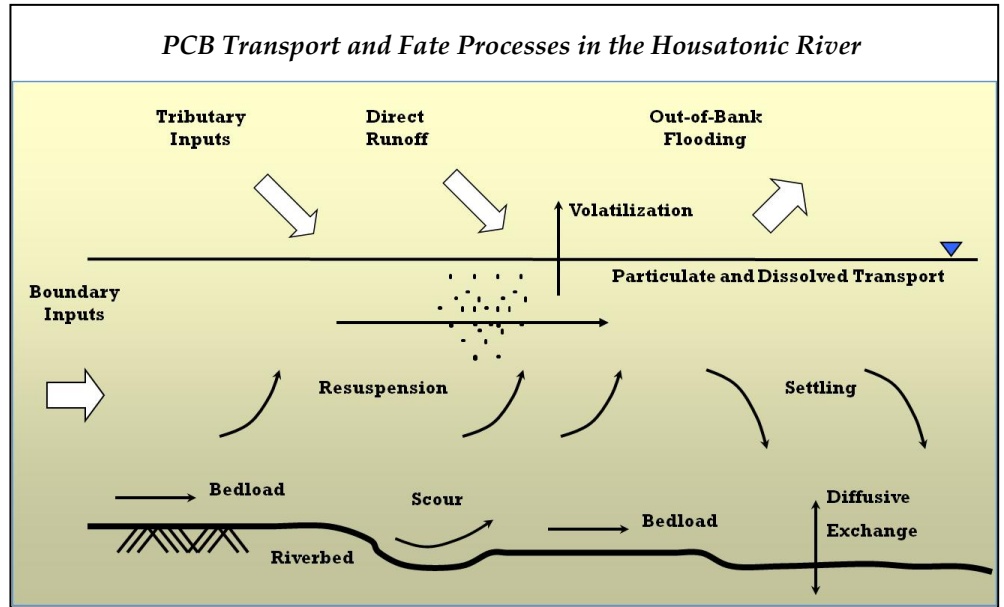 PCB Transport and Fate Processes in the Housatonic River
Tributary
Inputs
Direct
Runoff
Out-of-Bank
Flooding
Volatilization
Particulate and Dissolved Transport
Boundary
Inputs
Resuspension
Settling
Bedload
Scour
Bedload
Diffusive
Exchange
Riverbed